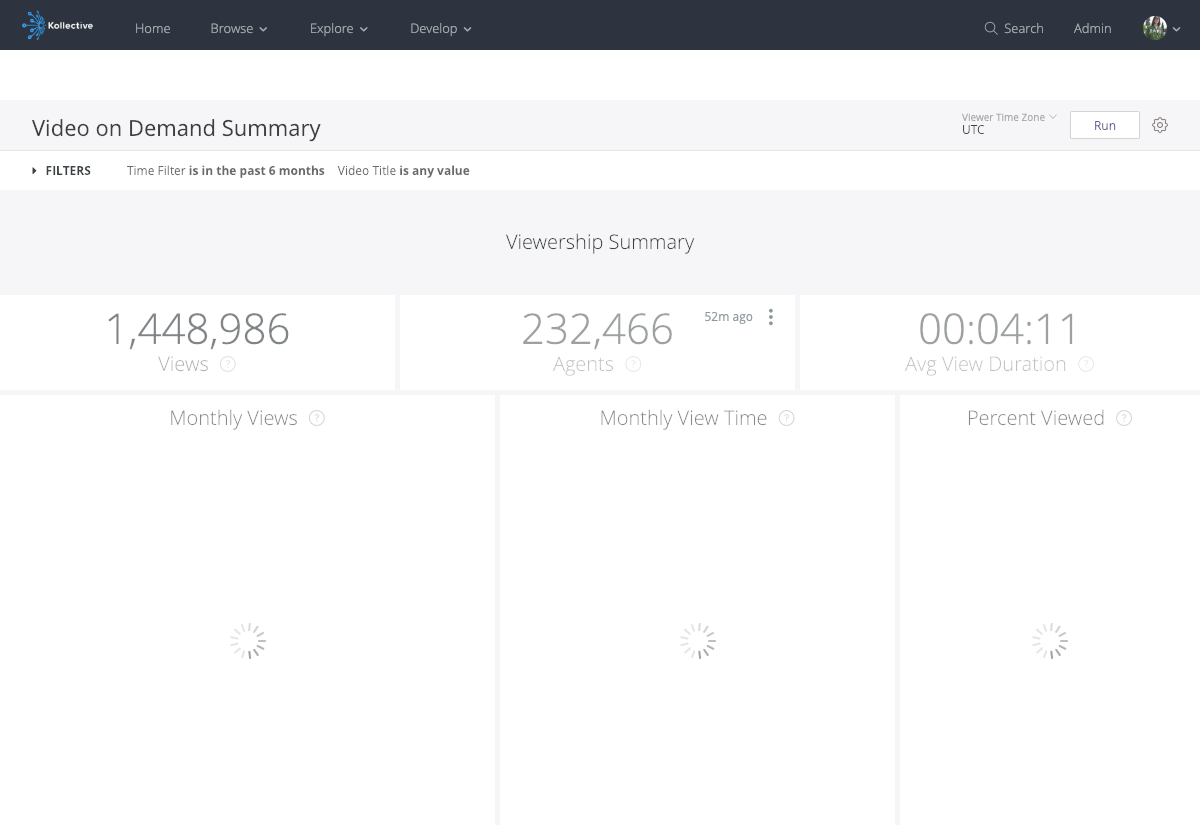 Kollective Home Browse Explore Develop Search Admin
Video on Demand Summary
Viewer Time Zone
UTC
Run
FILTERS Time Filter is in the past 6 months Video Title is any value
Viewership Summary
1,448,986
Views ?
232,466
52m ago
Agents ?
00:04:11
Avg View Duration ?
Monthly Views ?
Monthly View Time ?
Percent Viewed ?